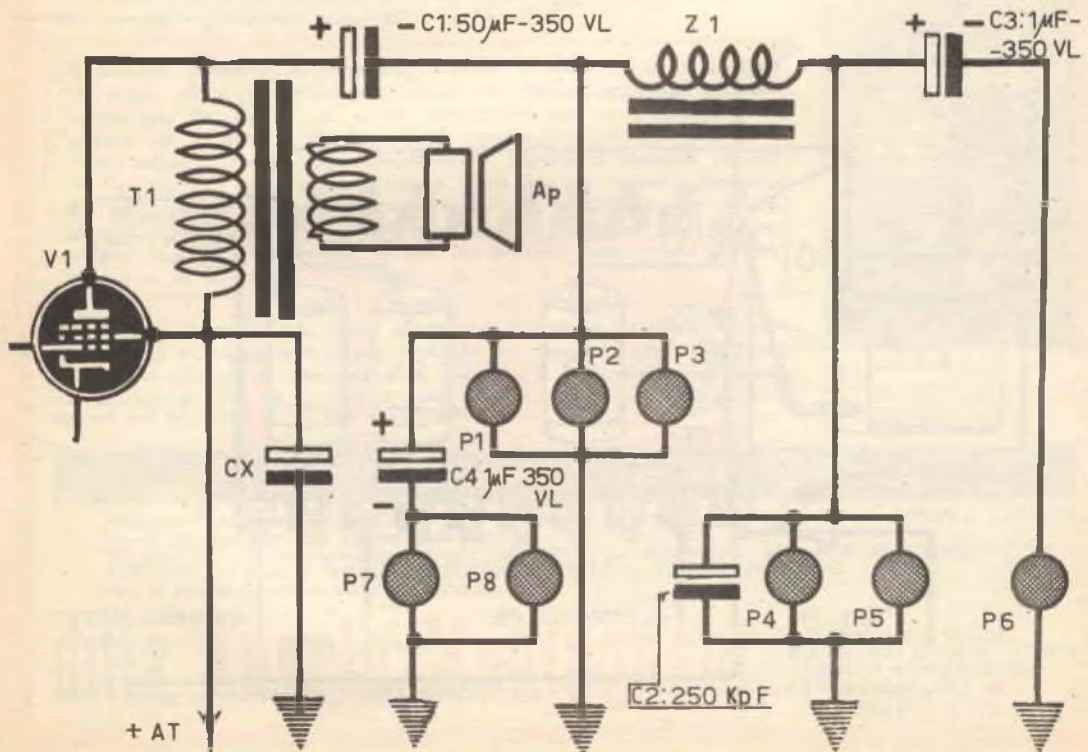 +
- C1:50µF-350 VL
Z 1
+
- C3:1µF-
-350 VL
T1
Ap
V1
P2
P3
P1
+
CX
C4 1µF 350
VL
-
P7
P8
P4
P5
P6
C2:250 KpF
+ AT